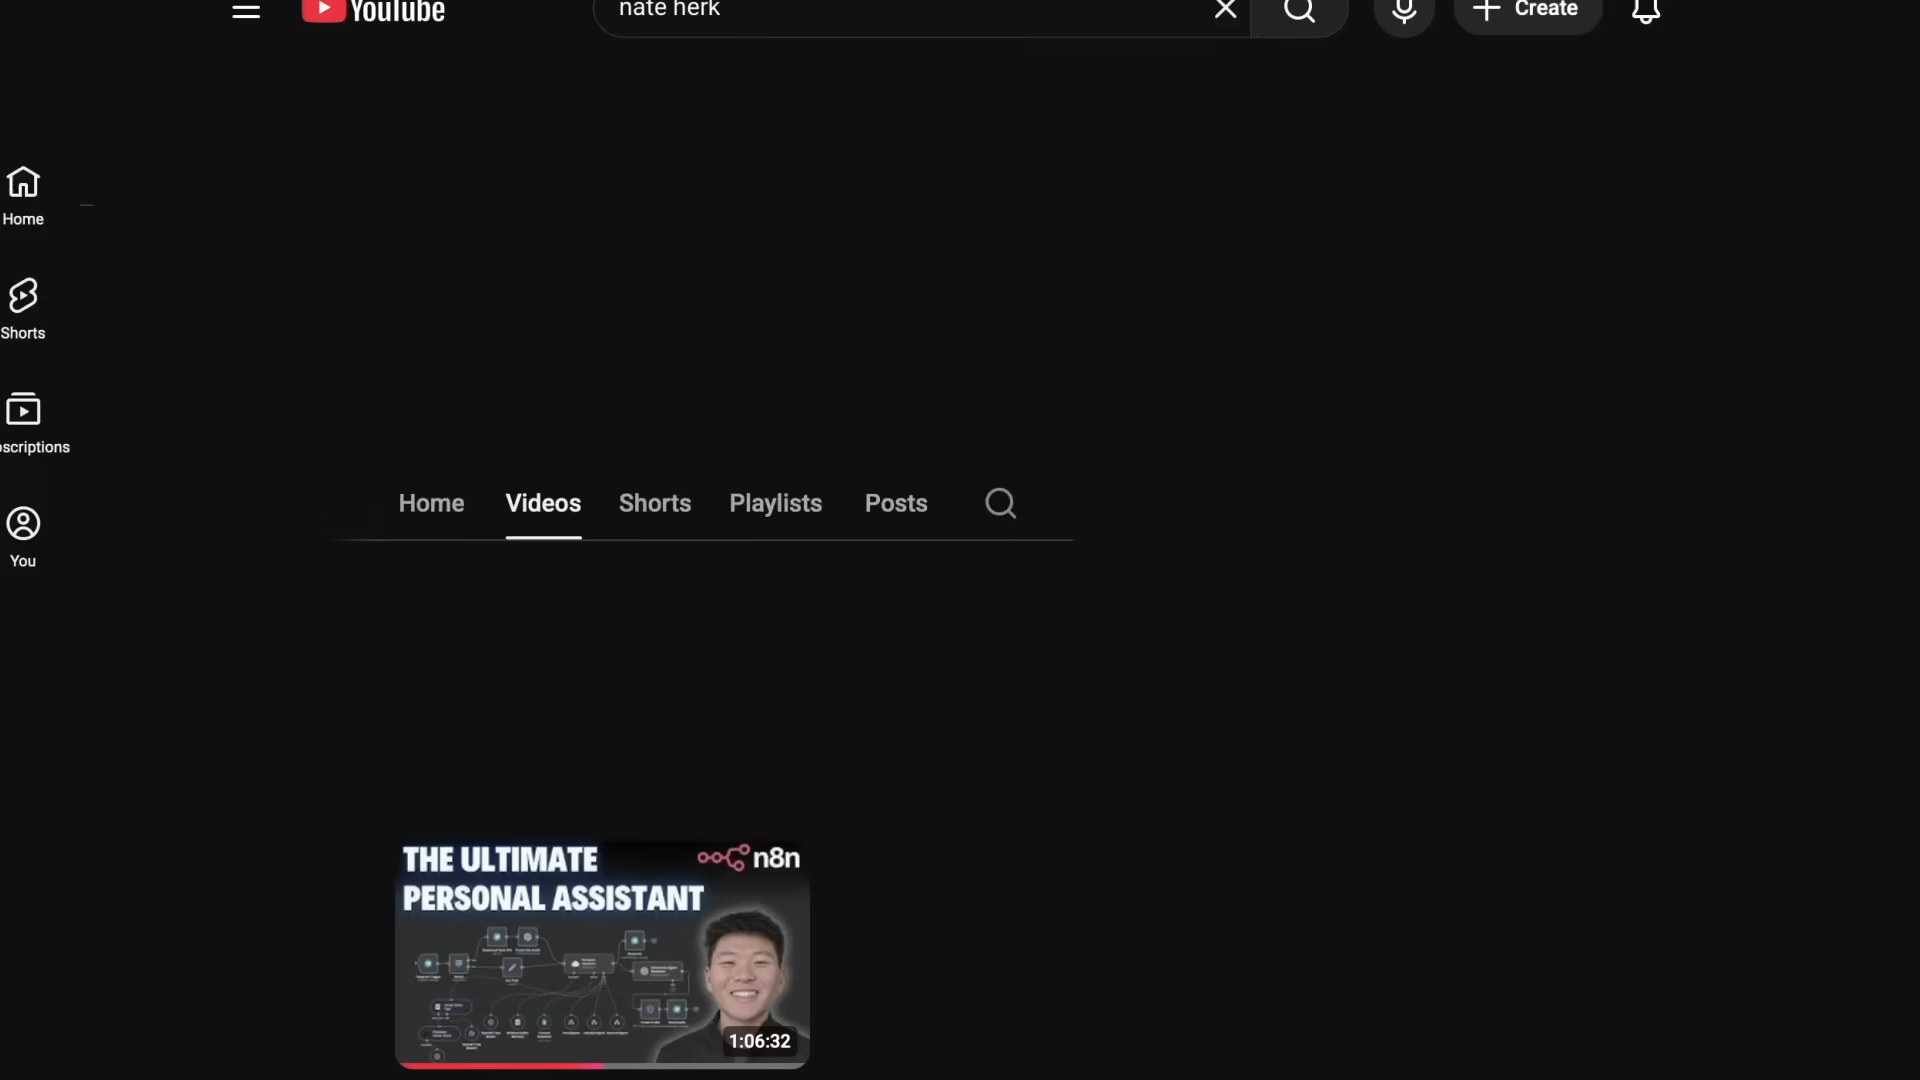 YouTube
nate herk
Create
Home
Shorts
oscriptions
You
Home
Videos
Shorts
Playlists
Posts
THE ULTIMATE
PERSONAL ASSISTANT
n8n
1:06:32